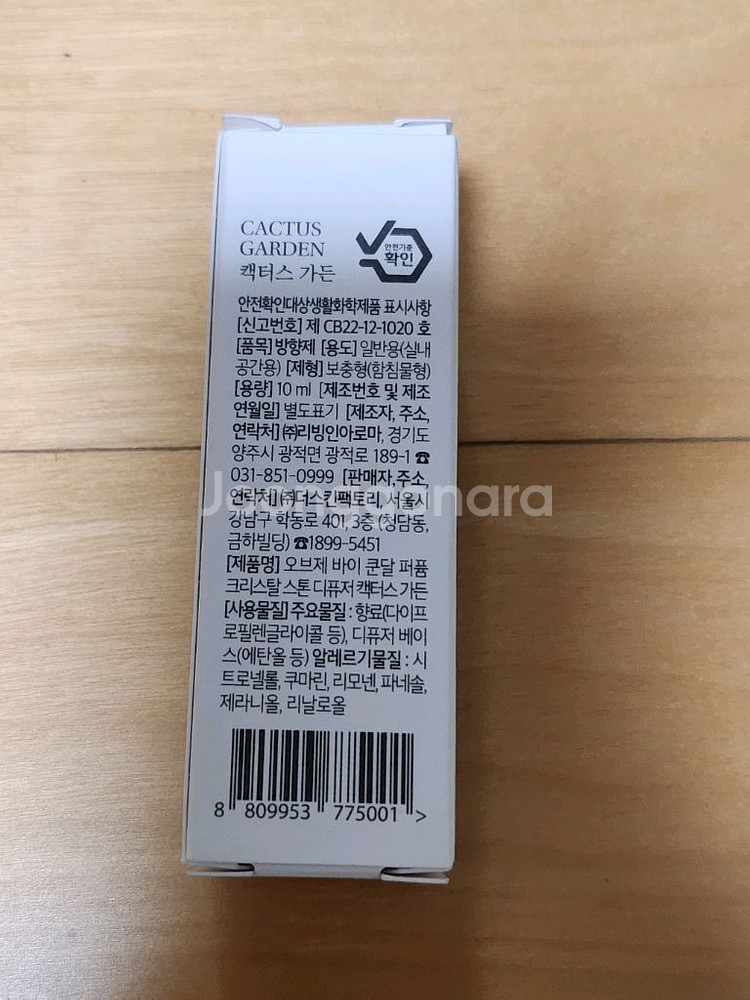 CACTUS
GARDEN
캑터스 가든
안전기준
확인
안전확인대상생활화학제품 표시사항
[신고번호] 제 CB22-12-1020 호
[품목] 방향제 [용도] 일반용(실내
공간용) [제형] 보충형(함침물형)
[용량] 10 ml [제조번호 및 제조
연월일] 별도표기 [제조자, 주소,
연락처] ㈜리빙인아로마, 경기도
양주시 광적면 광적로 189-1 ☎
031-851-0999 [판매자,주소,
연락처] ㈜더스킨팩토리, 서울시
강남구 학동로 401, 3층 (청담동,
금하빌딩) ☎1899-5451
[제품명] 오브제 바이 쿤달 퍼퓸
크리스탈 스톤 디퓨저 캑터스 가든
[사용물질] 주요물질 : 향료(다이프
로필렌글라이콜 등), 디퓨저 베이
스(에탄올 등) 알레르기물질 : 시
트로넬롤, 쿠마린, 리모넨, 파네솔,
제라니올, 리날로올
8 809953 775001 >
Joonggonara